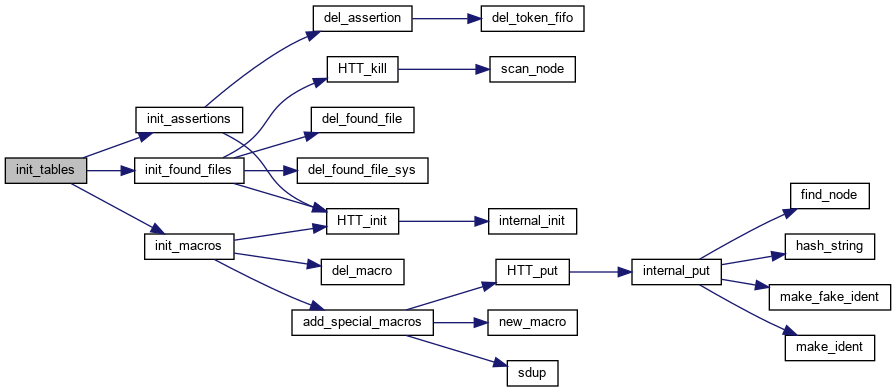 del_assertion
del_token_fifo
HTT_kill
scan_node
init_assertions
del_found_file
init_tables
init_found_files
del_found_file_sys
find_node
HTT_init
internal_init
init_macros
hash_string
del_macro
HTT_put
internal_put
make_fake_ident
add_special_macros
new_macro
make_ident
sdup